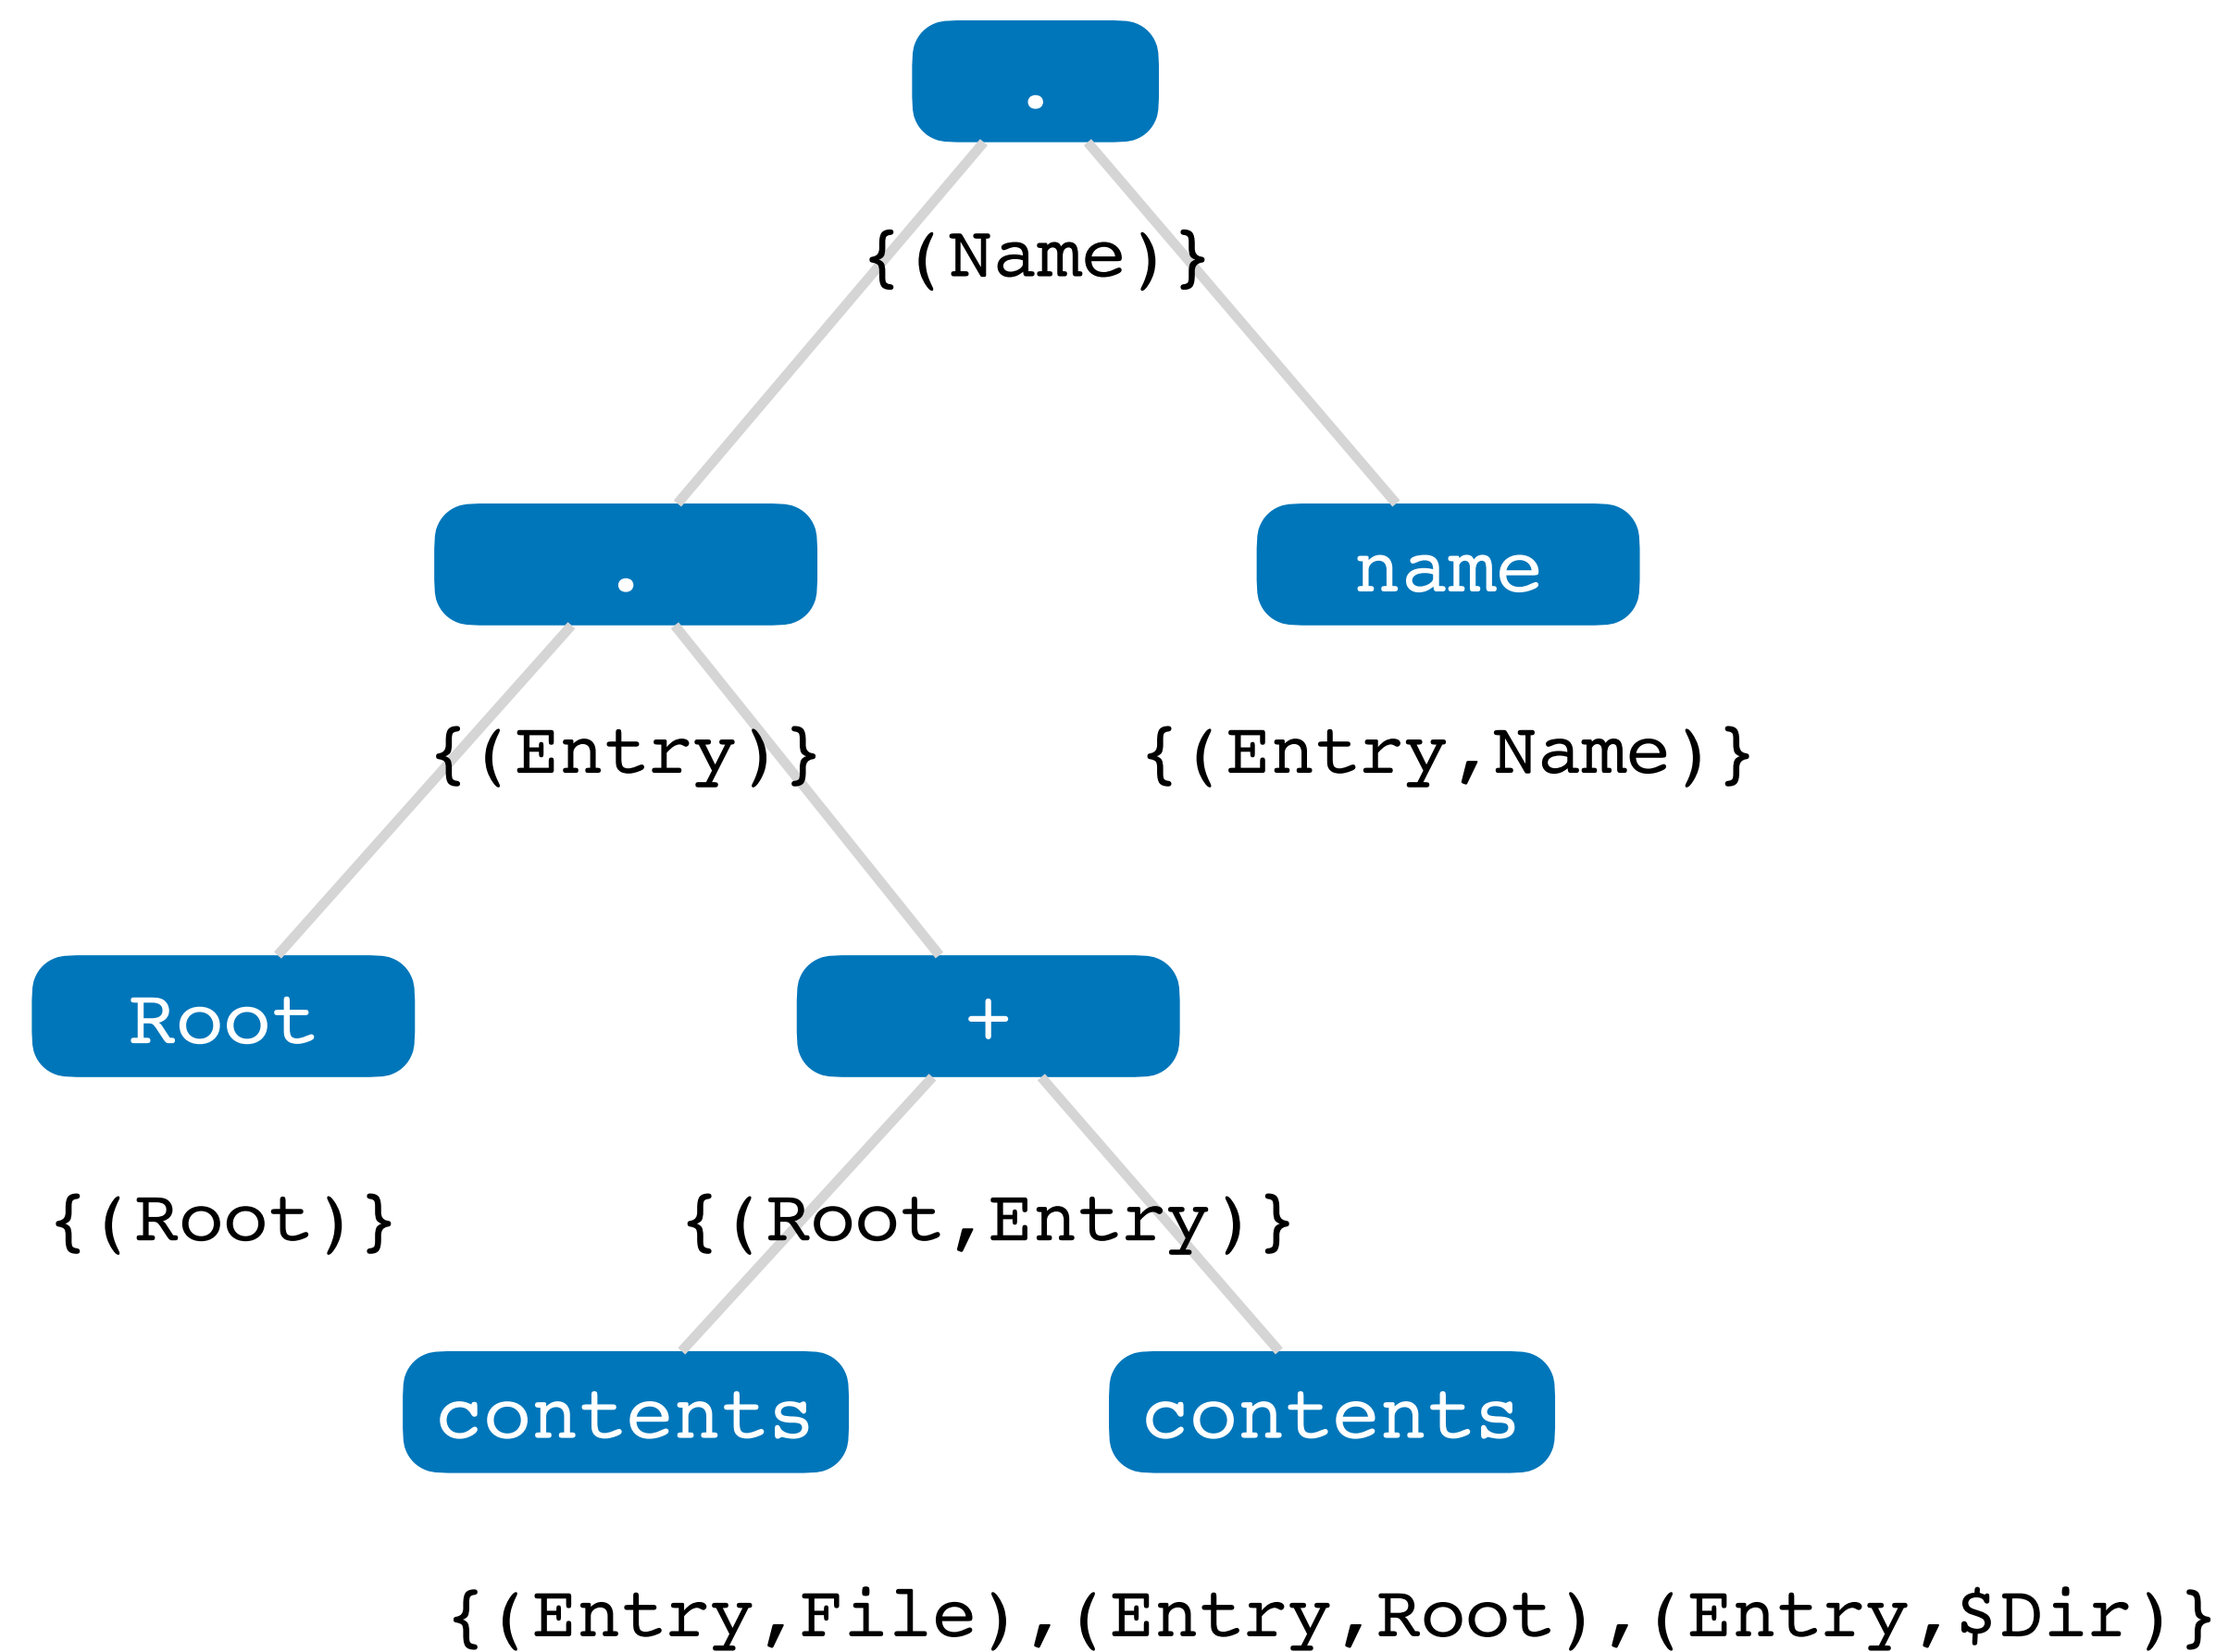 .
{(Name)}
.
name
{(Entry)}
{(Entry,Name)}
Root
+
{(Root)}
{(Root,Entry)}
contents
contents
{(Entry,File),(Entry,Root),(Entry,$Dir)}